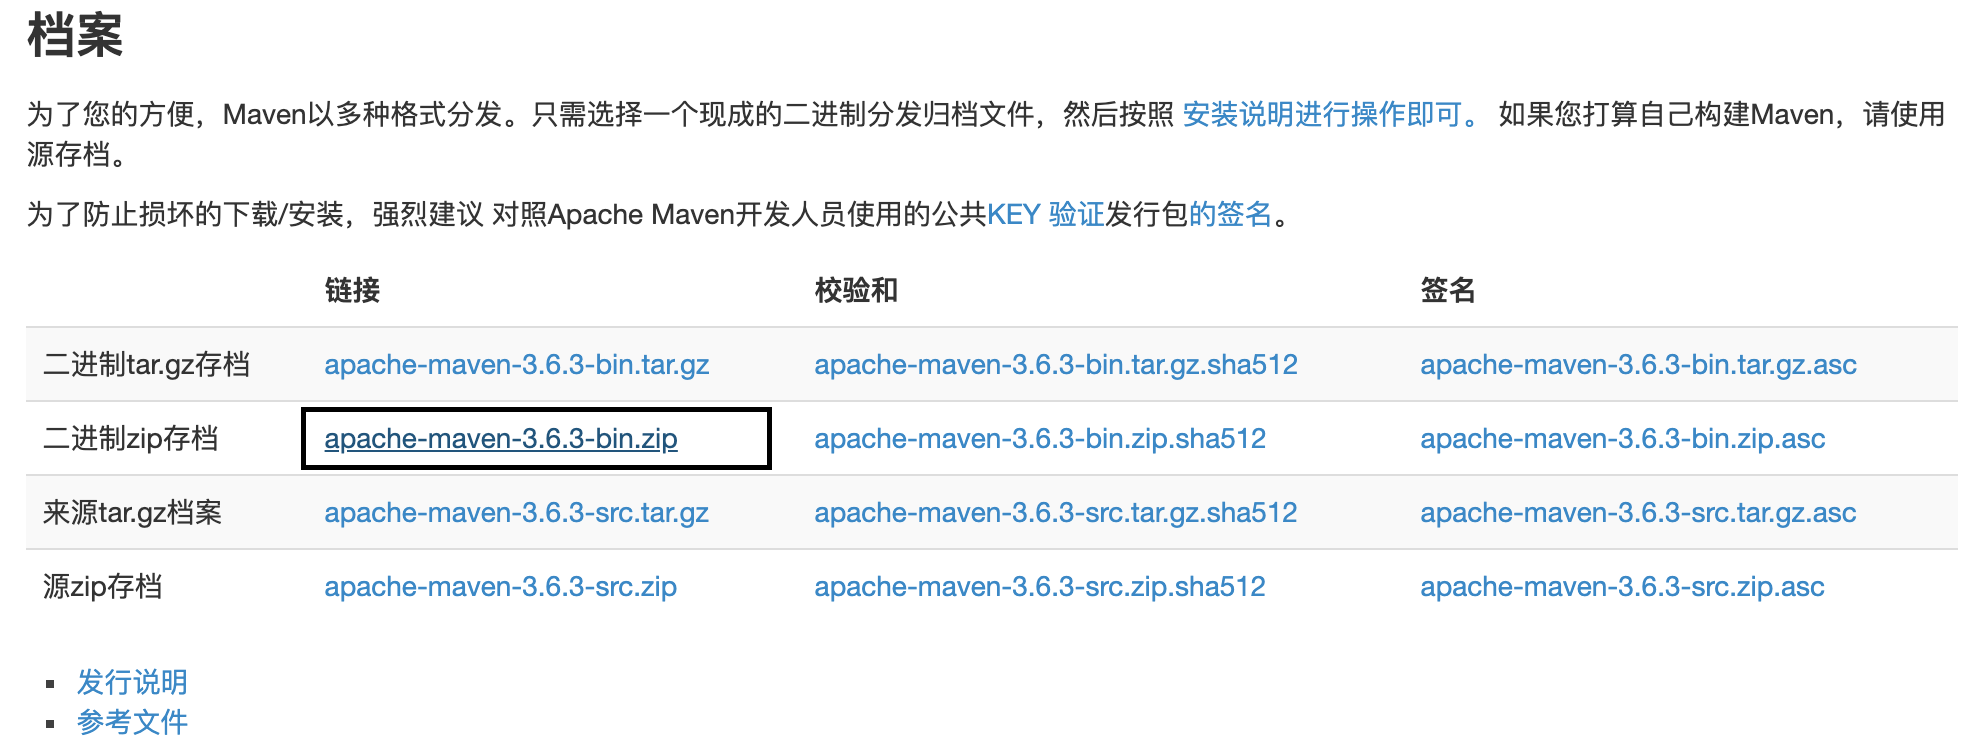 档案
为了您的方便，Maven以多种格式分发。只需选择一个现成的二进制分发归档文件，然后按照 安装说明进行操作即可。 如果您打算自己构建Maven，请使用
源存档。
为了防止损坏的下载/安装，强烈建议 对照Apache Maven开发人员使用的公共KEY 验证发行包的签名。
链接 校验和 签名
二进制tar.gz存档 apache-maven-3.6.3-bin.tar.gz apache-maven-3.6.3-bin.tar.gz.sha512 apache-maven-3.6.3-bin.tar.gz.asc
二进制zip存档 apache-maven-3.6.3-bin.zip apache-maven-3.6.3-bin.zip.sha512 apache-maven-3.6.3-bin.zip.asc
来源tar.gz档案 apache-maven-3.6.3-src.tar.gz apache-maven-3.6.3-src.tar.gz.sha512 apache-maven-3.6.3-src.tar.gz.asc
源zip存档 apache-maven-3.6.3-src.zip apache-maven-3.6.3-src.zip.sha512 apache-maven-3.6.3-src.zip.asc
发行说明
参考文件